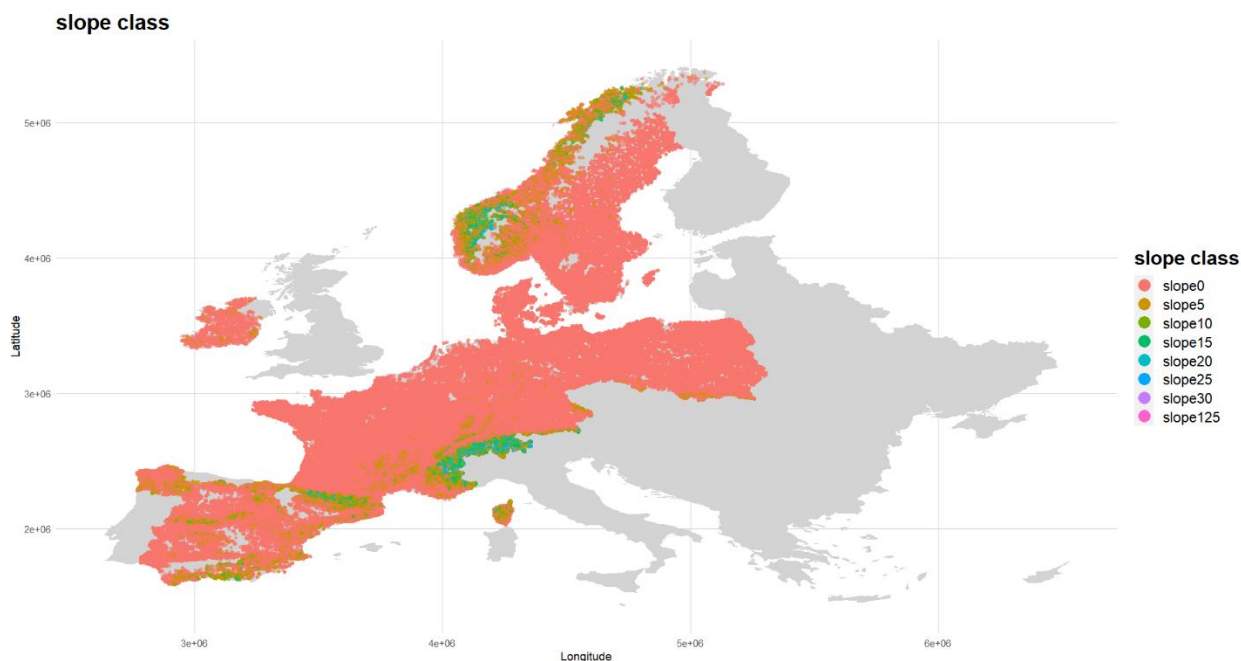 slope class
5e+06
4e+06
3e+06
2e+06
Latitude
3e+06
4e+06
5e+06
6e+06
Longitude
slope class
slope0
slope5
slope10
slope15
slope20
slope25
slope30
slope125